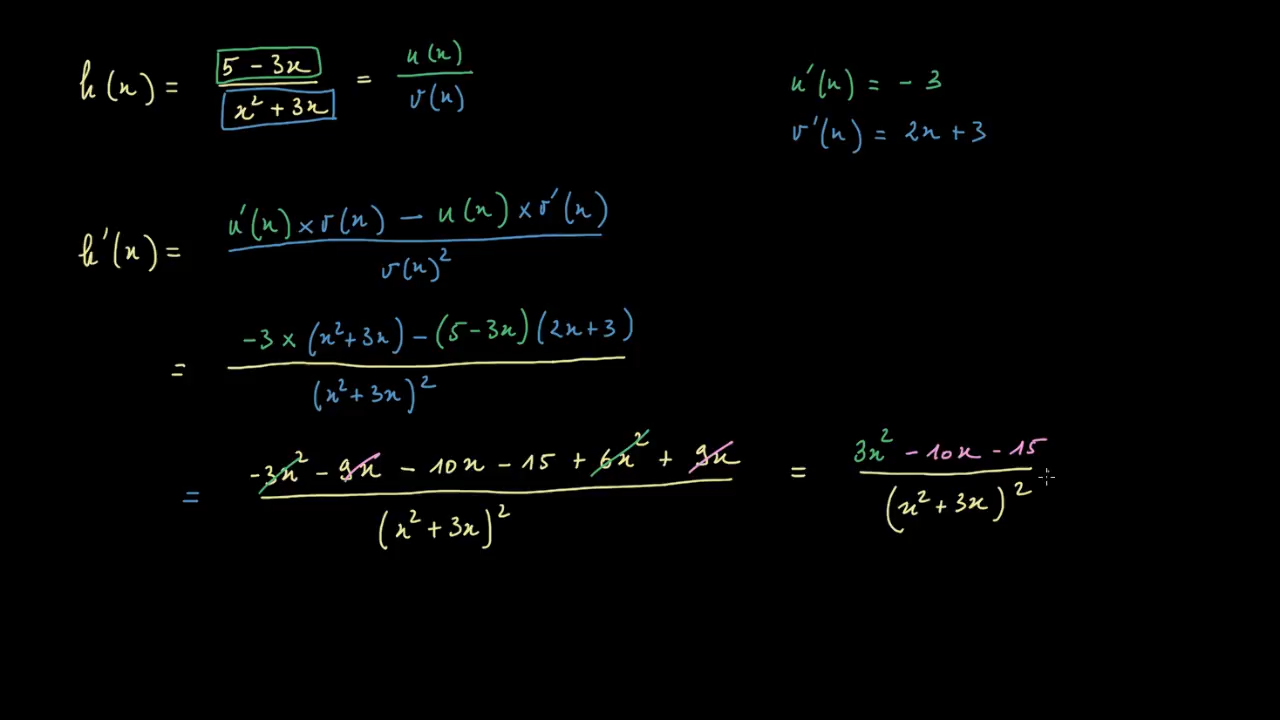 h(x) = (5 - 3x)/(x² + 3x) = u(x)/v(x)
u'(x) = - 3
v'(x) = 2x + 3
h'(x) = (u'(x) × v(x) - u(x) × v'(x))/v(x)²
= (-3 × (x² + 3x) - (5 - 3x)(2x + 3))/(x² + 3x)²
= (-3x² - 9x - 10x - 15 + 6x² + 9x)/(x² + 3x)² = (3x² - 10x - 15)/(x² + 3x)²